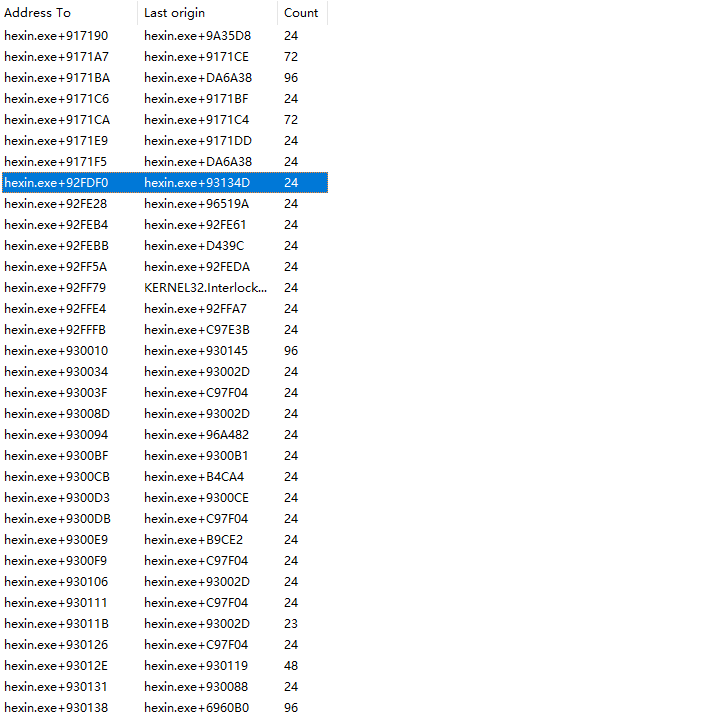 Address To Last origin Count
hexin.exe+917190 hexin.exe+9A35D8 24
hexin.exe+9171A7 hexin.exe+9171CE 72
hexin.exe+9171BA hexin.exe+DA6A38 96
hexin.exe+9171C6 hexin.exe+9171BF 24
hexin.exe+9171CA hexin.exe+9171C4 72
hexin.exe+9171E9 hexin.exe+9171DD 24
hexin.exe+9171F5 hexin.exe+DA6A38 24
hexin.exe+92FDF0 hexin.exe+93134D 24
hexin.exe+92FE28 hexin.exe+96519A 24
hexin.exe+92FEB4 hexin.exe+92FE61 24
hexin.exe+92FEBB hexin.exe+D439C 24
hexin.exe+92FF5A hexin.exe+92FEDA 24
hexin.exe+92FF79 KERNEL32.Interlock... 24
hexin.exe+92FFE4 hexin.exe+92FFA7 24
hexin.exe+92FFFB hexin.exe+C97E3B 24
hexin.exe+930010 hexin.exe+930145 96
hexin.exe+930034 hexin.exe+93002D 24
hexin.exe+93003F hexin.exe+C97F04 24
hexin.exe+93008D hexin.exe+93002D 24
hexin.exe+930094 hexin.exe+96A482 24
hexin.exe+9300BF hexin.exe+9300B1 24
hexin.exe+9300CB hexin.exe+B4CA4 24
hexin.exe+9300D3 hexin.exe+9300CE 24
hexin.exe+9300DB hexin.exe+C97F04 24
hexin.exe+9300E9 hexin.exe+B9CE2 24
hexin.exe+9300F9 hexin.exe+C97F04 24
hexin.exe+930106 hexin.exe+93002D 24
hexin.exe+930111 hexin.exe+C97F04 24
hexin.exe+93011B hexin.exe+93002D 23
hexin.exe+930126 hexin.exe+C97F04 24
hexin.exe+93012E hexin.exe+930119 48
hexin.exe+930131 hexin.exe+930088 24
hexin.exe+930138 hexin.exe+6960B0 96